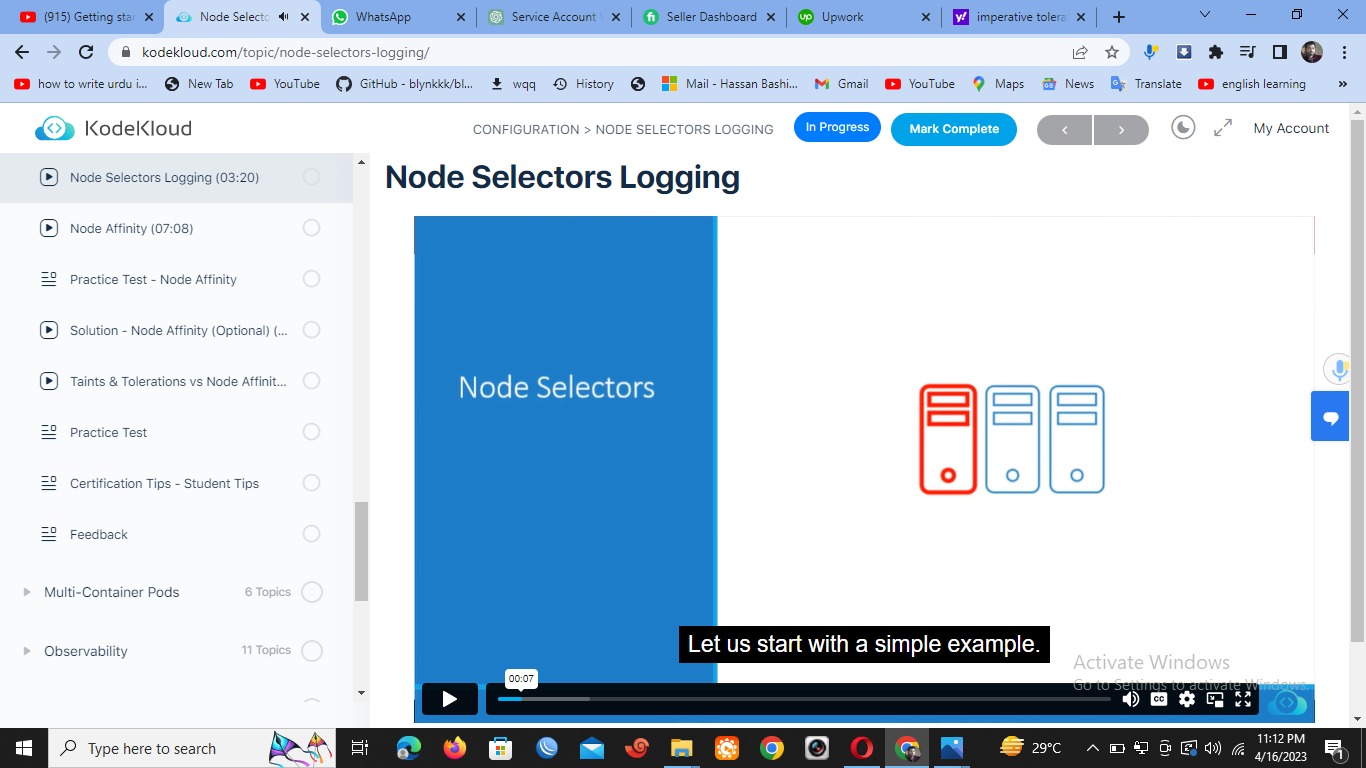 (915) Getting star
Node Selecto
WhatsApp
Service Account
Seller Dashboard
Upwork
imperative tolera
kodekloud.com/topic/node-selectors-logging/
how to write urdu i...
New Tab
YouTube
GitHub - blynkkk/bl...
wqq
History
Mail - Hassan Bashi...
Gmail
YouTube
Maps
News
Translate
english learning
»
KodeKloud
CONFIGURATION > NODE SELECTORS LOGGING
In Progress
Mark Complete
My Account
Node Selectors Logging (03:20)
Node Affinity (07:08)
Practice Test - Node Affinity
Solution - Node Affinity (Optional) (...
Taints & Tolerations vs Node Affinit...
Practice Test
Certification Tips - Student Tips
Feedback
Multi-Container Pods 6 Topics
Observability 11 Topics
Node Selectors Logging
Node Selectors
Let us start with a simple example.
00:07
CC
Activate Windows
Go to Settings to activate Windows.
Type here to search
29°C
11:12 PM
4/16/2023
1